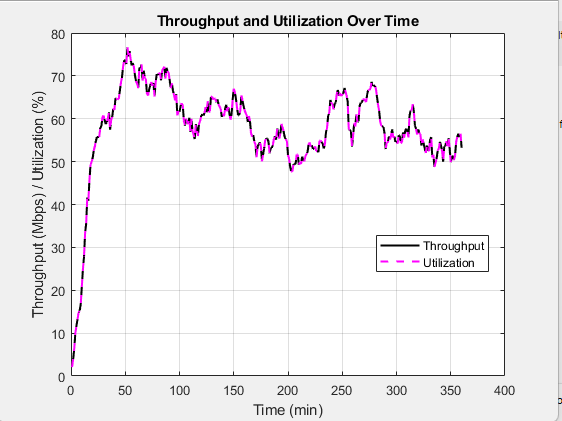 Throughput and Utilization Over Time
80
70
60
50
40
30
20
10
0
Throughput (Mbps) / Utilization (%)
Throughput
Utilization
0 50 100 150 200 250 300 350 400
Time (min)